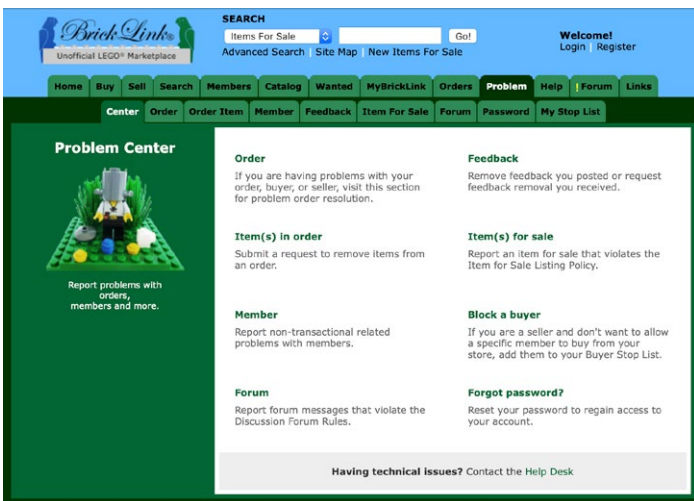 BrickLink®
Unofficial LEGO® Marketplace
SEARCH
Items For Sale
Go!
Advanced Search | Site Map | New Items For Sale
Welcome!
Login | Register
Home Buy Sell Search Members Catalog Wanted MyBrickLink Orders Problem Help ! Forum Links
Center Order Order Item Member Feedback Item For Sale Forum Password My Stop List
Problem Center
Report problems with
orders,
members and more.
Order
If you are having problems with your
order, buyer, or seller, visit this section
for problem order resolution.
Feedback
Remove feedback you posted or request
feedback removal you received.
Item(s) in order
Submit a request to remove items from
an order.
Item(s) for sale
Report an item for sale that violates the
Item for Sale Listing Policy.
Member
Report non-transactional related
problems with members.
Block a buyer
If you are a seller and don't want to allow
a specific member to buy from your
store, add them to your Buyer Stop List.
Forum
Report forum messages that violate the
Discussion Forum Rules.
Forgot password?
Reset your password to regain access to
your account.
Having technical issues? Contact the Help Desk